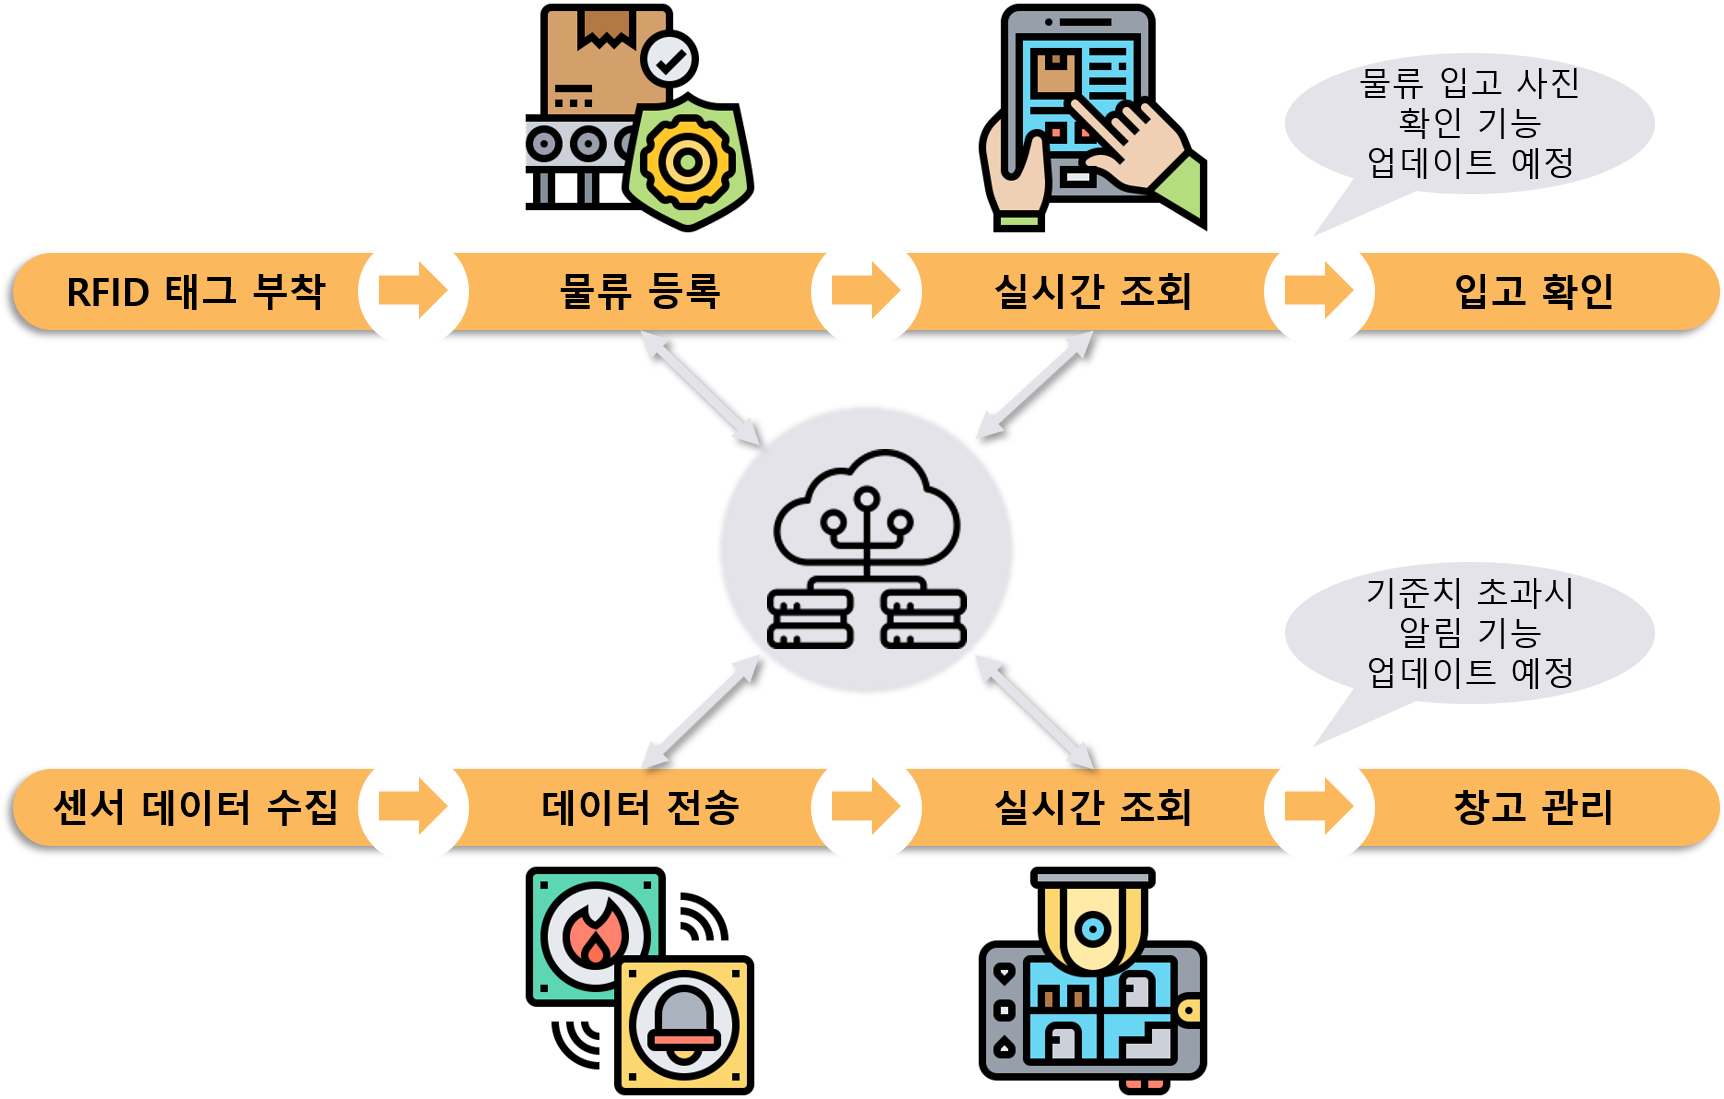 물류 입고 사진
확인 기능
업데이트 예정
RFID 태그 부착
물류 등록
실시간 조회
입고 확인
기준치 초과시
알림 기능
업데이트 예정
센서 데이터 수집
데이터 전송
실시간 조회
창고 관리